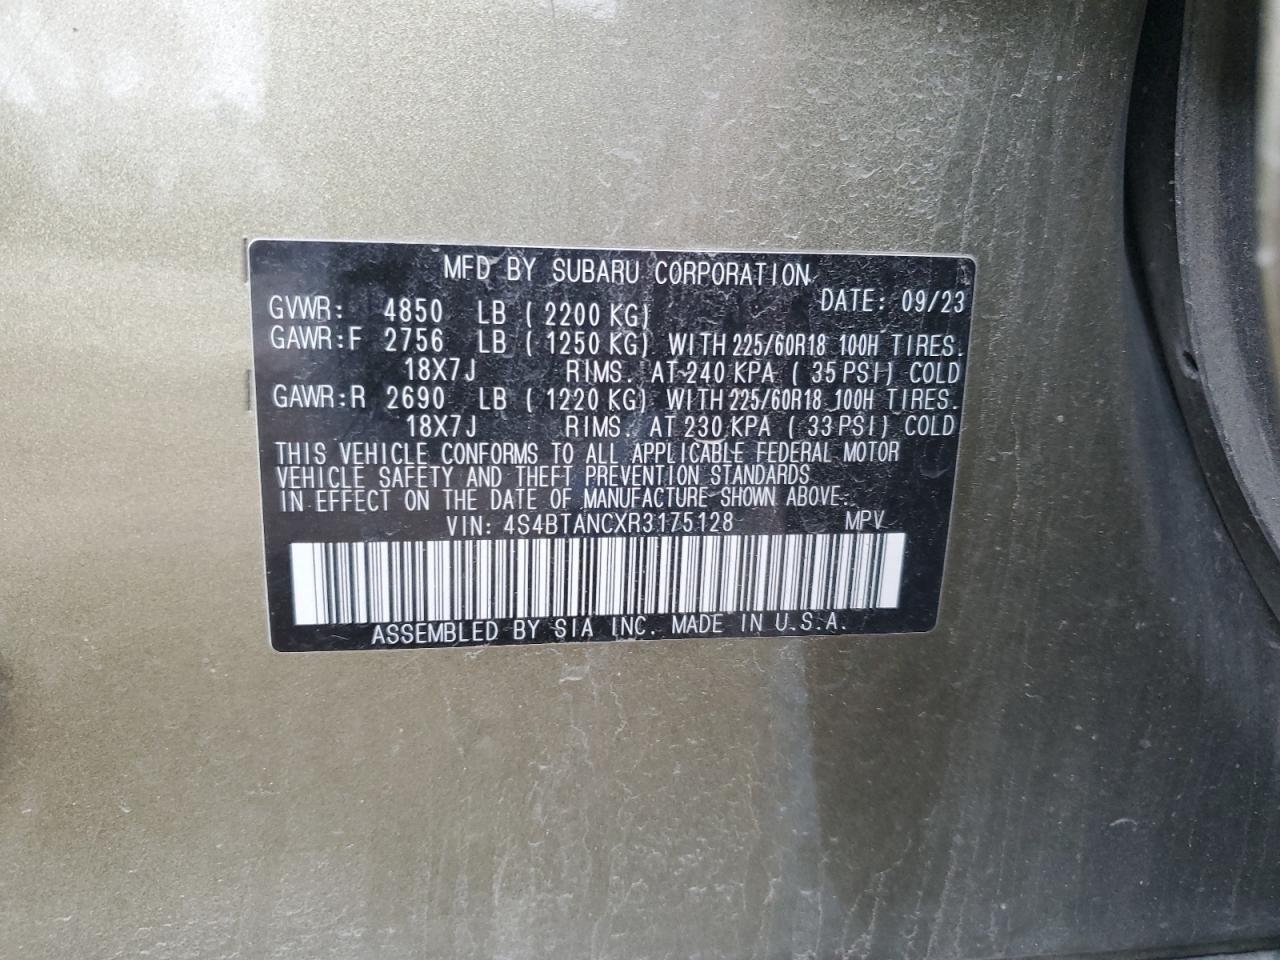 MFD BY SUBARU CORPORATION
DATE: 09/23
GVWR: 4850 LB ( 2200 KG)
GAWR:F 2756 LB ( 1250 KG) WITH 225/60R18 100H TIRES.
18X7J RIMS. AT 240 KPA ( 35 PSI) COLD
GAWR:R 2690 LB ( 1220 KG) WITH 225/60R18 100H TIRES.
18X7J RIMS. AT 230 KPA ( 33 PSI) COLD
THIS VEHICLE CONFORMS TO ALL APPLICABLE FEDERAL MOTOR
VEHICLE SAFETY AND THEFT PREVENTION STANDARDS
IN EFFECT ON THE DATE OF MANUFACTURE SHOWN ABOVE.
VIN: 4S4BTANCXR3175128 MPV
ASSEMBLED BY SIA INC. MADE IN U.S.A.